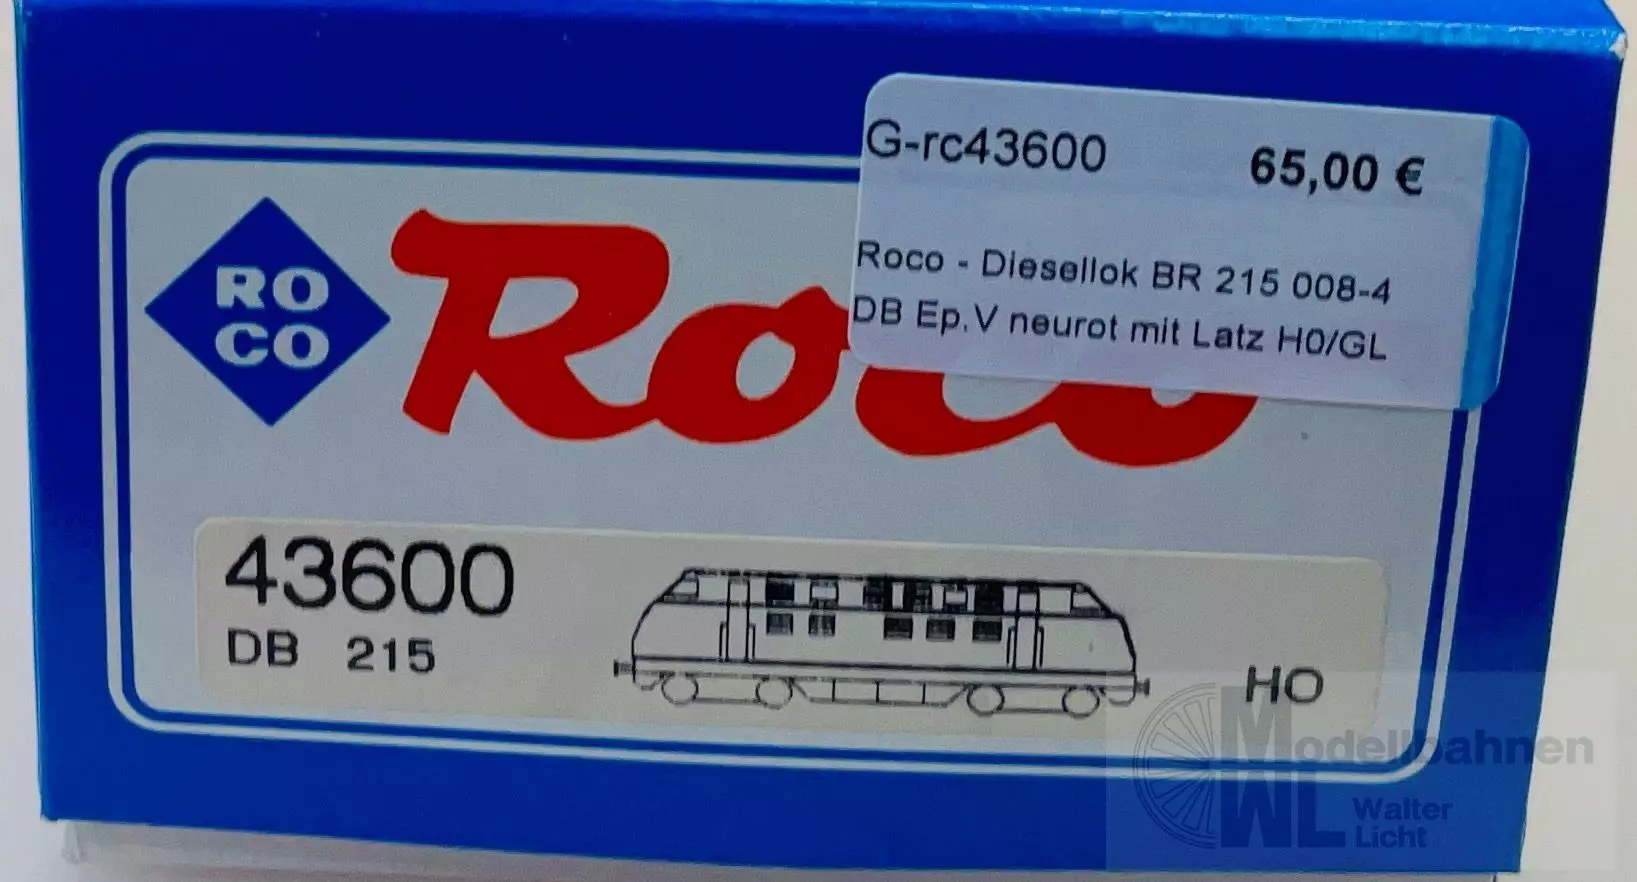 G-rc43600 65,00 €
Roco - Diesellok BR 215 008-4
DB Ep.V neurot mit Latz H0/GL
RO
CO
Roco
43600
DB 215
HO
Modellbahnen
Walter
Licht